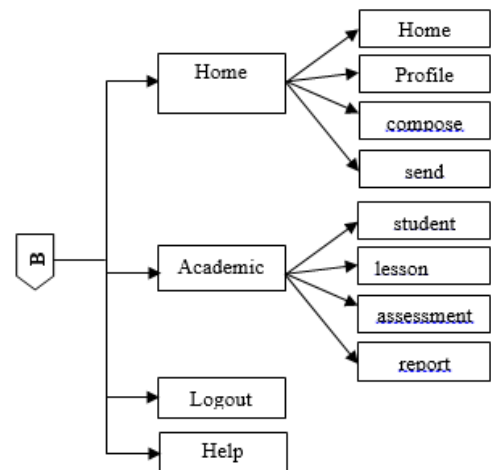 Home
Home
Profile
compose
send
B
Academic
student
lesson
assessment
report
Logout
Help